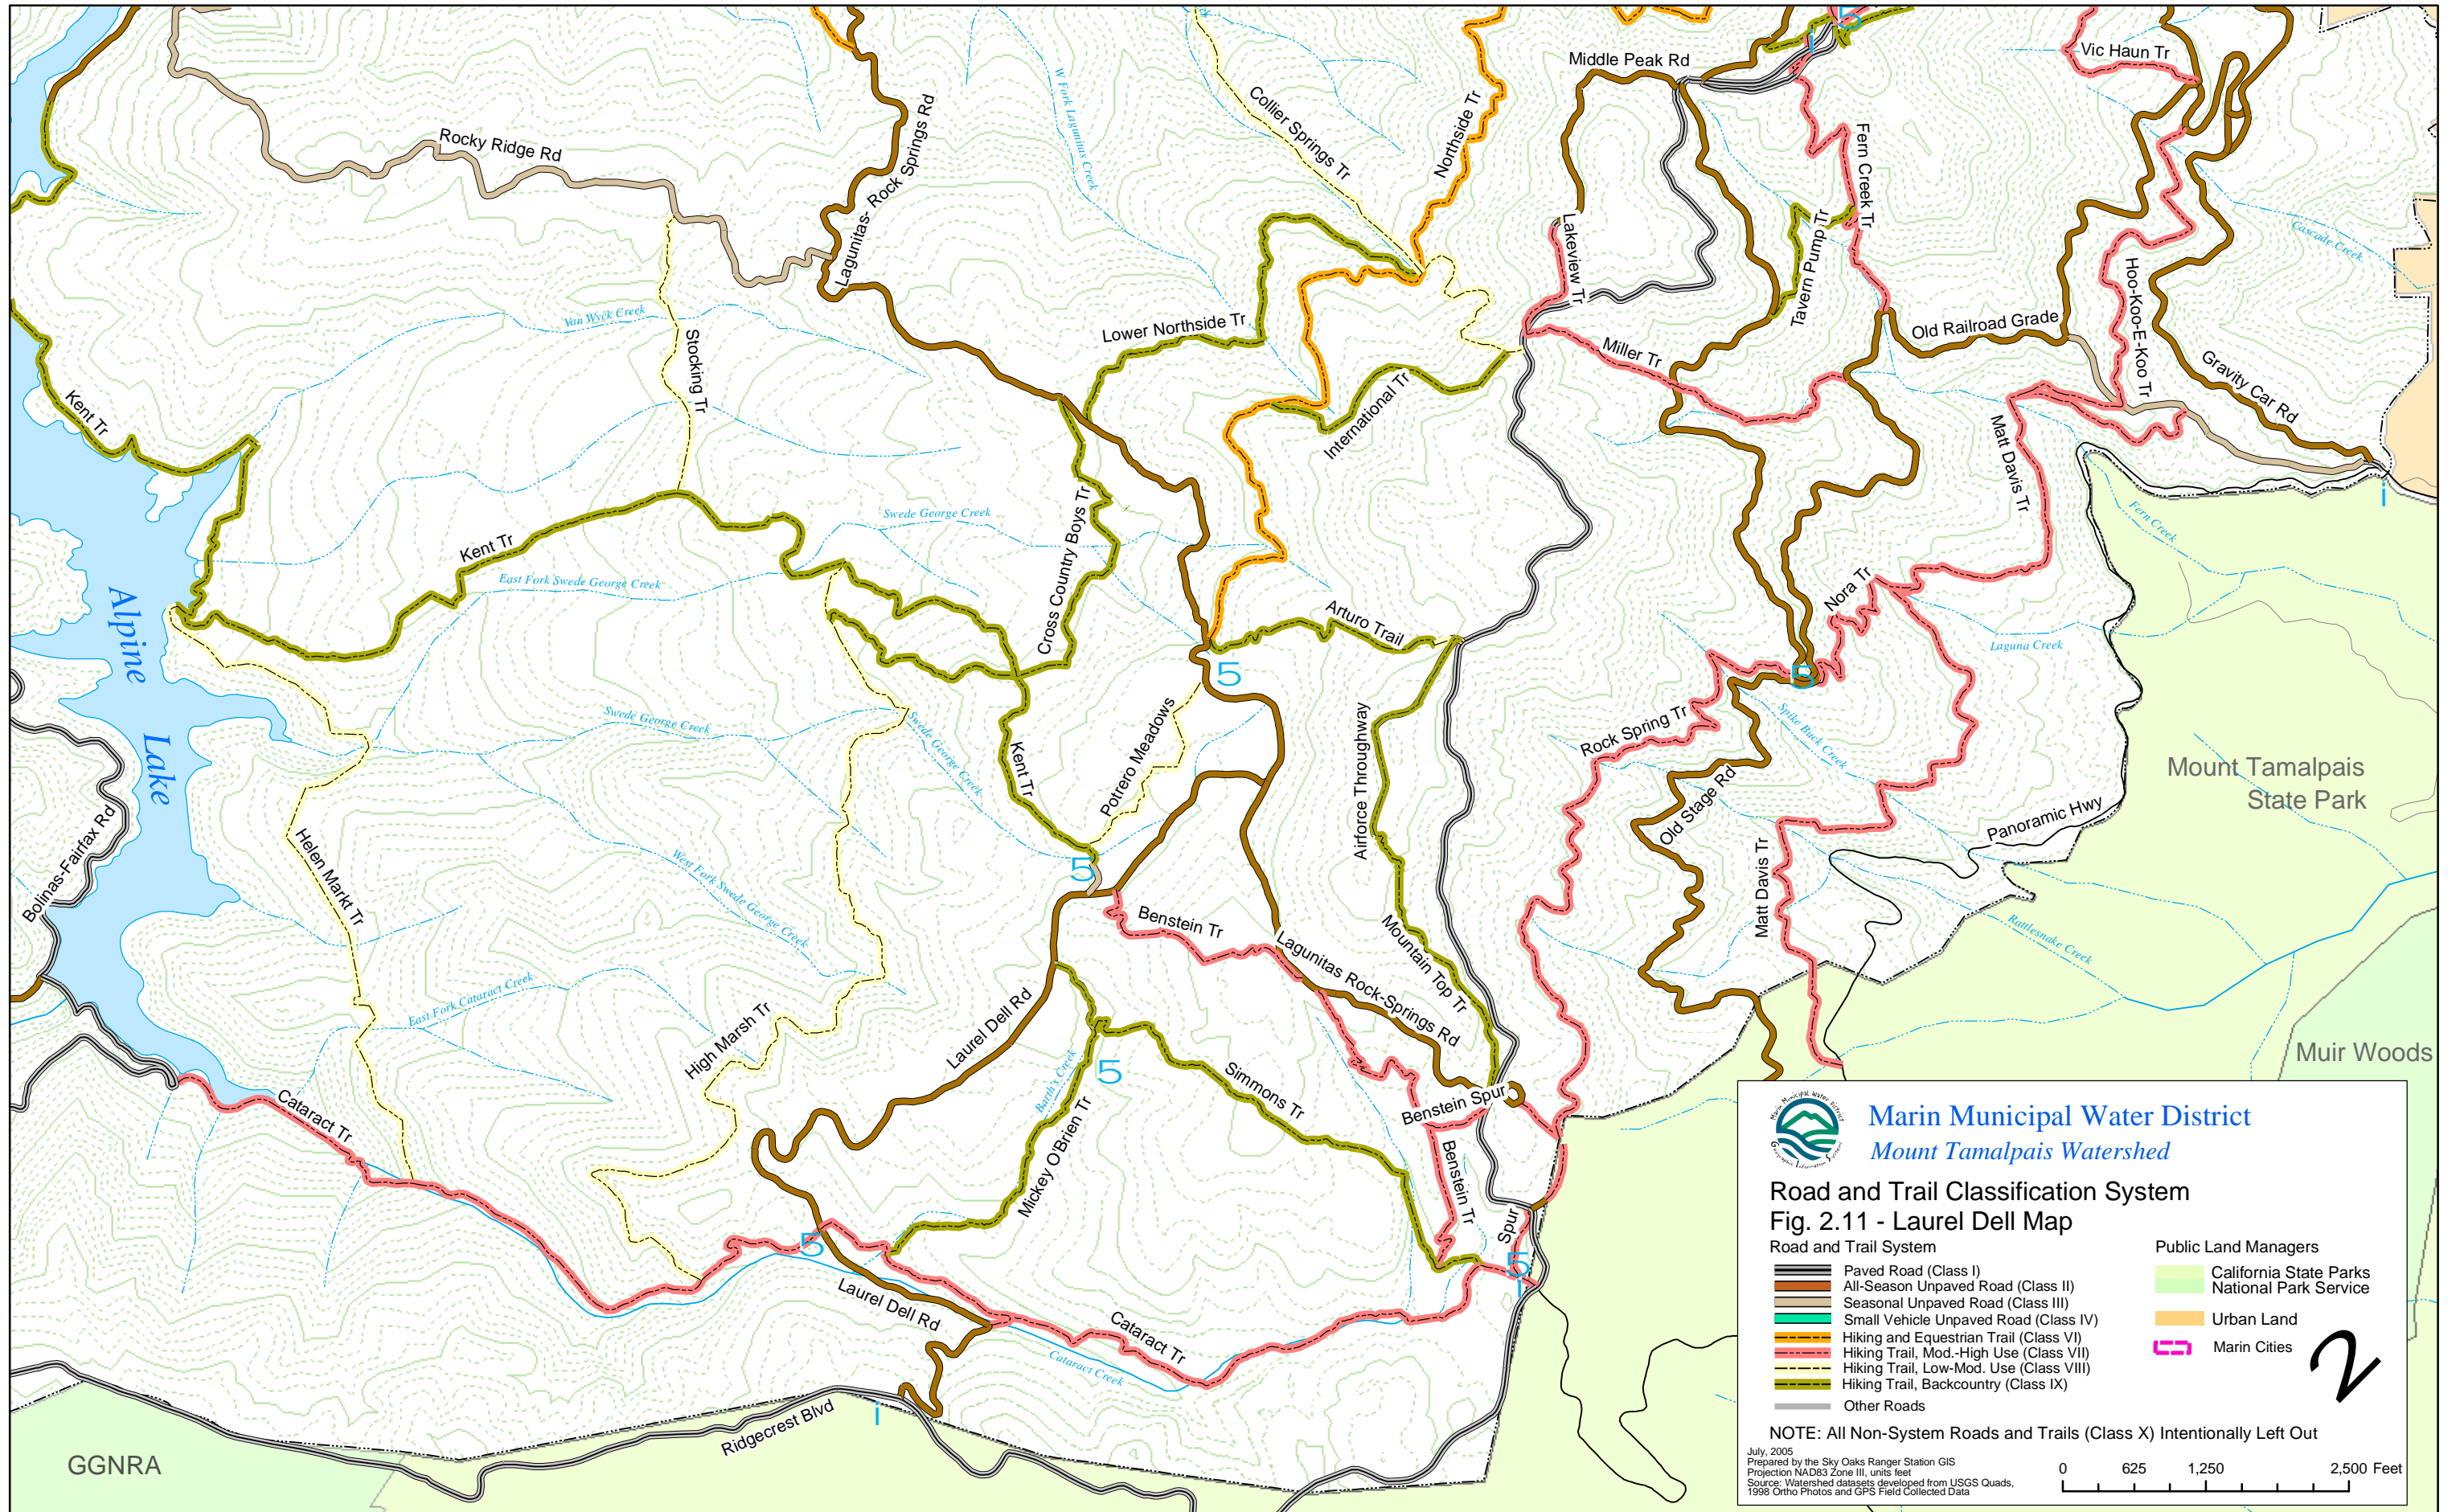 Middle Peak Rd
Vic Haun Tr
Rocky Ridge Rd
Lagunitas- Rock Springs Rd
W Fork Lagunitas Creek
Collier Springs Tr
Northside Tr
Fern Creek Tr
Lakeview Tr
Tavern Pump Tr
Cascade Creek
Hoo-Koo-E-Koo Tr
Van Wyck Creek
Stocking Tr
Lower Northside Tr
Miller Tr
Old Railroad Grade
Gravity Car Rd
Kent Tr
International Tr
Matt Davis Tr
Swede George Creek
Kent Tr
East Fork Swede George Creek
Cross Country Boys Tr
Fern Creek
Arturo Trail
Nora Tr
Laguna Creek
Alpine
Lake
Swede George Creek
Swede George Creek
Kent Tr
Potrero Meadows
Airforce Throughway
Rock Spring Tr
Spike Buck Creek
Old Stage Rd
Panoramic Hwy
Mount Tamalpais
State Park
Bolinas-Fairfax Rd
Helen Markt Tr
West Fork Swede George Creek
Benstein Tr
Mountain Top Tr
Matt Davis Tr
Rattlesnake Creek
East Fork Cataract Creek
High Marsh Tr
Laurel Dell Rd
Lagunitas Rock-Springs Rd
Muir Woods
Barth's Creek
Simmons Tr
Benstein Spur
Cataract Tr
Mickey O'Brien Tr
Benstein Tr
Spur
Laurel Dell Rd
Cataract Tr
Cataract Creek
Ridgecrest Blvd
GGNRA
5
5
5
5
5
5
5
i
i
i
i
Marin Municipal Water District
Geographic Information System
Marin Municipal Water District
Mount Tamalpais Watershed
Road and Trail Classification System
Fig. 2.11 - Laurel Dell Map
Road and Trail System
Paved Road (Class I)
All-Season Unpaved Road (Class II)
Seasonal Unpaved Road (Class III)
Small Vehicle Unpaved Road (Class IV)
Hiking and Equestrian Trail (Class VI)
Hiking Trail, Mod.-High Use (Class VII)
Hiking Trail, Low-Mod. Use (Class VIII)
Hiking Trail, Backcountry (Class IX)
Other Roads
Public Land Managers
California State Parks
National Park Service
Urban Land
Marin Cities
2
NOTE: All Non-System Roads and Trails (Class X) Intentionally Left Out
July, 2005
Prepared by the Sky Oaks Ranger Station GIS
Projection NAD83 Zone III, units feet
Source: Watershed datasets developed from USGS Quads,
1998 Ortho Photos and GPS Field Collected Data
0 625 1,250 2,500 Feet